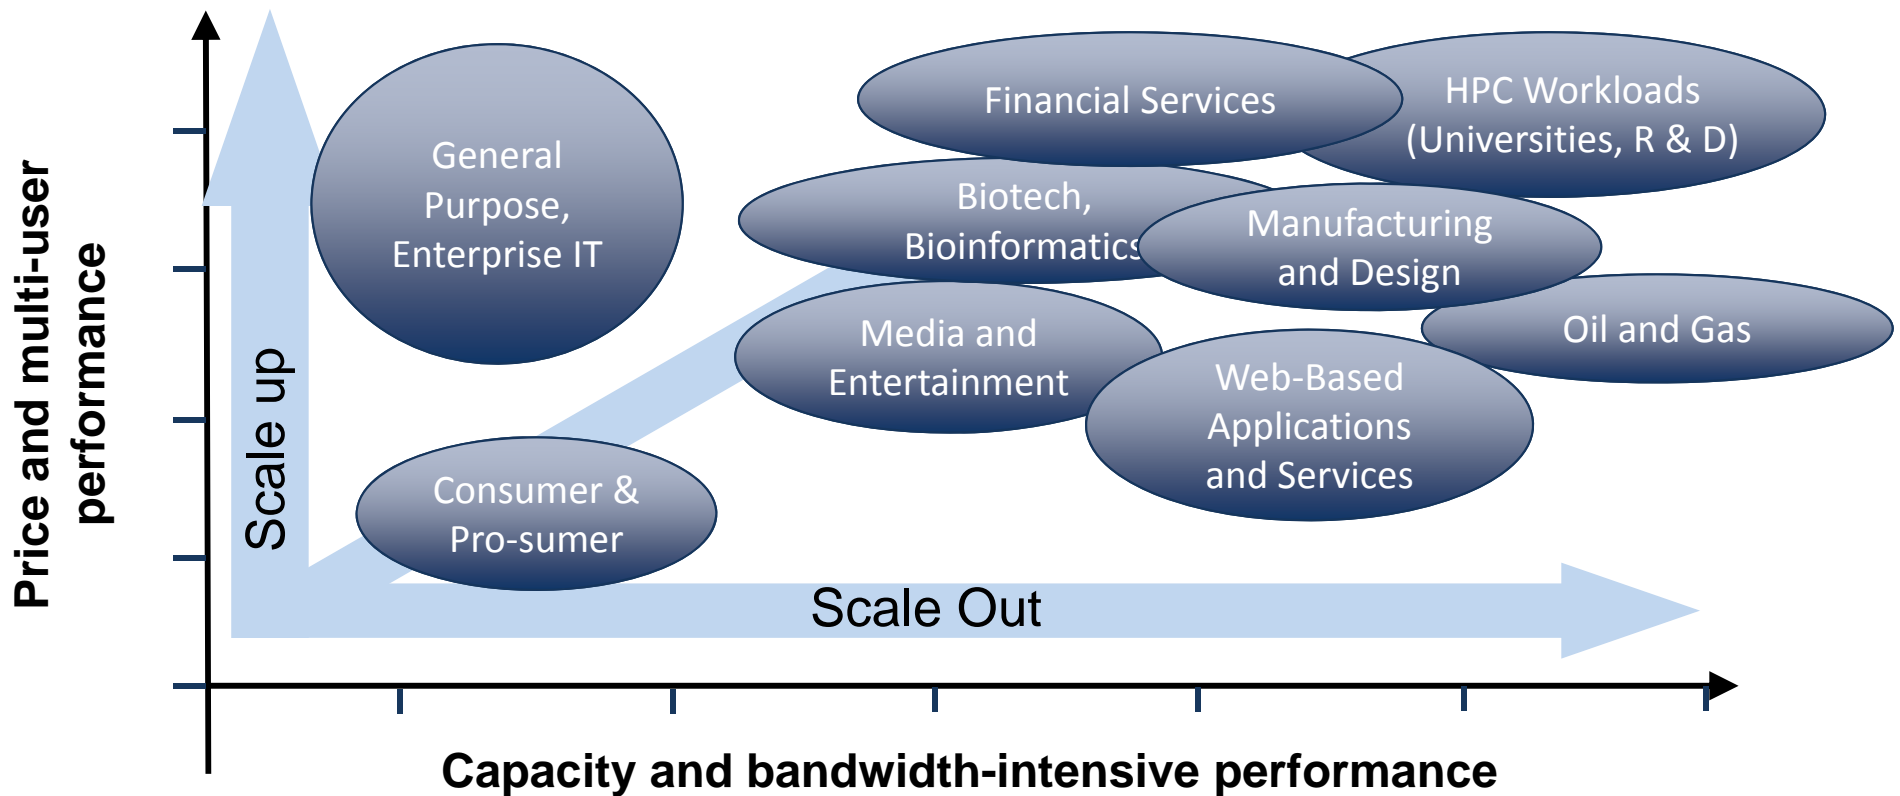 Price and multi-user
performance
Scale up
General
Purpose,
Enterprise IT
Financial Services
HPC Workloads
(Universities, R & D)
Biotech,
Bioinformatics
Manufacturing
and Design
Media and
Entertainment
Oil and Gas
Web-Based
Applications
and Services
Consumer &
Pro-sumer
Scale Out
Capacity and bandwidth-intensive performance